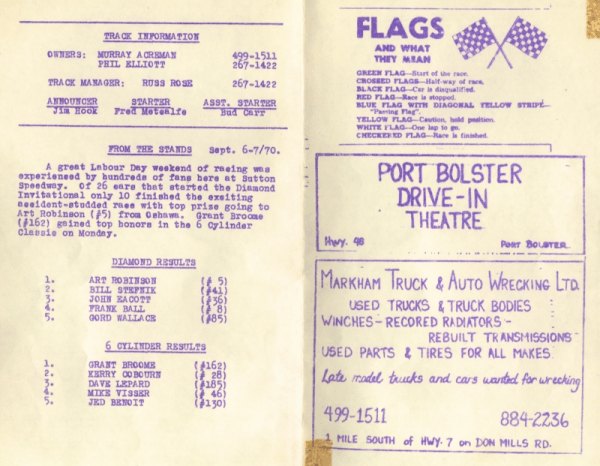 TRACK INFORMATION
OWNERS: MURRAY ACREMAN 499-1511
PHIL ELLIOTT 267-1422
TRACK MANAGER: RUSS ROSE 267-1422
ANNOUNCER STARTER ASST. STARTER
Jim Hook Fred Metcalfe Bud Carr
FROM THE STANDS Sept. 6-7/70.
A great Labour Day weekend of racing was
experienced by hundreds of fans here at Sutton
Speedway. Of 26 cars that started the Diamond
Invitational only 10 finished the exsiting
accident-studded race with top prize going to
Art Robinson (#5) from Oshawa. Grant Broome
(#162) gained top honors in the 6 Cylinder
Classic on Monday.
DIAMOND RESULTS
1. ART ROBINSON (# 5)
2. BILL STEFNIK (#41)
3. JOHN EACOTT (#36)
4. FRANK BALL (# 8)
5. GORD WALLACE (#85)
6 CYLINDER RESULTS
1. GRANT BROOME (#162)
2. KERRY COBOURN (# 28)
3. DAVE LEPARD (#185)
4. MIKE VISSER (# 46)
5. JED BENOIT (#130)
FLAGS
AND WHAT
THEY MEAN
GREEN FLAG—Start of the race.
CROSSED FLAGS—Half-way of race.
BLACK FLAG—Car is disqualified.
RED FLAG—Race is stopped.
BLUE FLAG WITH DIAGONAL YELLOW STRIPE—
"Passing Flag".
YELLOW FLAG—Caution, hold position.
WHITE FLAG—One lap to go.
CHECKERED FLAG—Race is finished.
PORT BOLSTER
DRIVE-IN
THEATRE
Hwy. 48 PORT BOLSTER
MARKHAM TRUCK & AUTO WRECKING LTD.
USED TRUCKS & TRUCK BODIES
WINCHES - RECORED RADIATORS -
REBUILT TRANSMISSIONS
USED PARTS & TIRES FOR ALL MAKES
Late model trucks and cars wanted for wrecking
499-1511 884-2236
1 MILE SOUTH of HWY. 7 on DON MILLS RD.